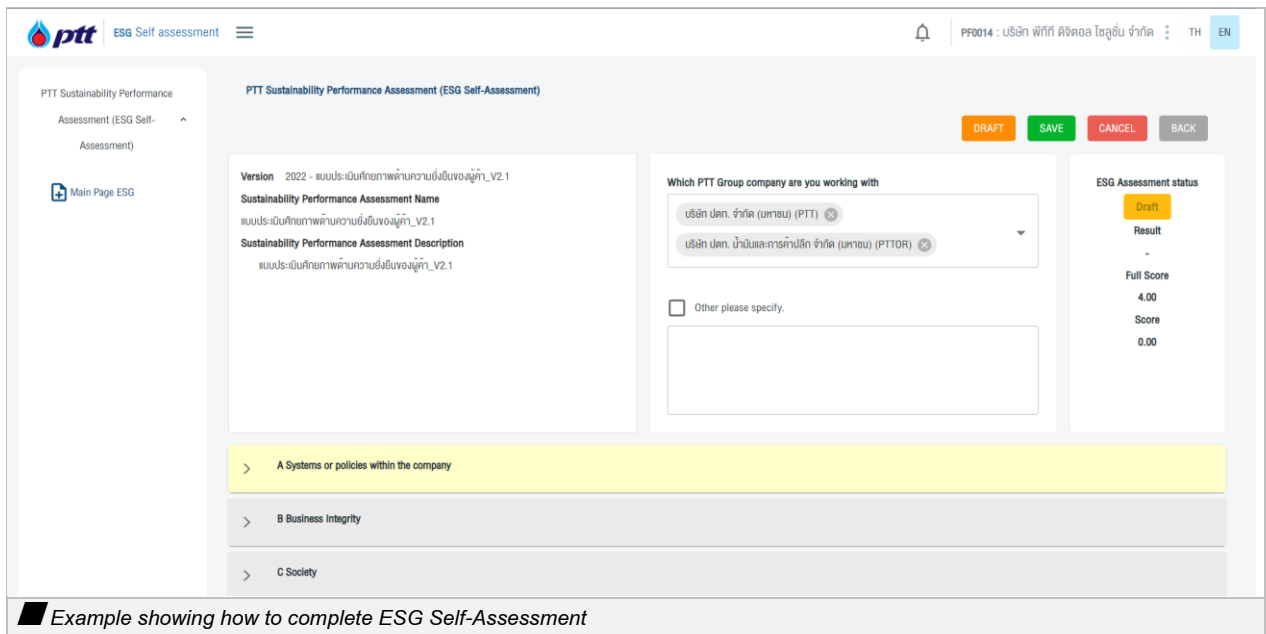 ptt ESG Self assessment PF0014 : บริษัท พีทีที ดิจิตอล โซลูชั่น จำกัด TH EN
PTT Sustainability Performance
Assessment (ESG Self-
Assessment)
Main Page ESG
PTT Sustainability Performance Assessment (ESG Self-Assessment)
DRAFT SAVE CANCEL BACK
Version 2022 - แบบประเมินศักยภาพด้านความยั่งยืนของผู้ค้า_V2.1
Sustainability Performance Assessment Name
แบบประเมินศักยภาพด้านความยั่งยืนของผู้ค้า_V2.1
Sustainability Performance Assessment Description
แบบประเมินศักยภาพด้านความยั่งยืนของผู้ค้า_V2.1
Which PTT Group company are you working with
บริษัท ปตท. จำกัด (มหาชน) (PTT)
บริษัท ปตท. น้ำมันและการค้าปลีก จำกัด (มหาชน) (PTTOR)
Other please specify.
ESG Assessment status
Draft
Result
-
Full Score
4.00
Score
0.00
A Systems or policies within the company
B Business Integrity
C Society
Example showing how to complete ESG Self-Assessment